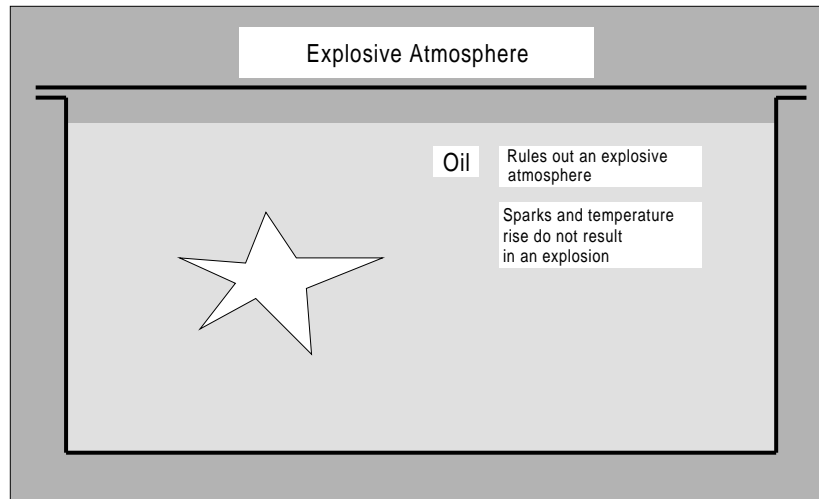 Explosive Atmosphere
Oil
Rules out an explosive
atmosphere
Sparks and temperature
rise do not result
in an explosion